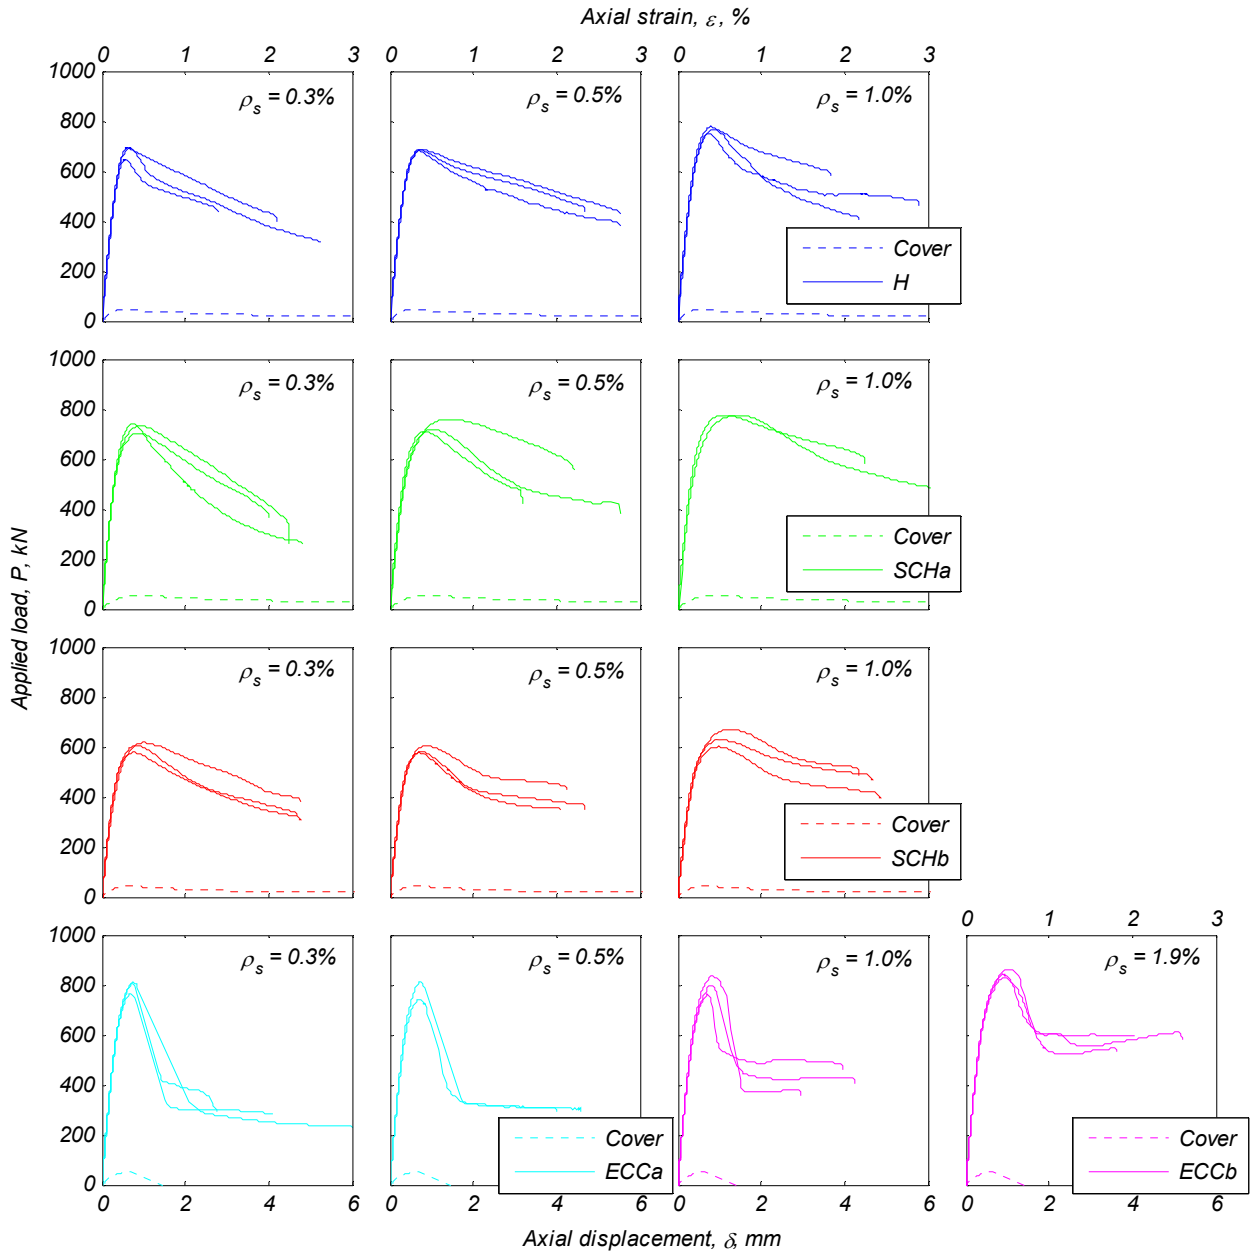 Axial strain, ε, %
0 1 2 3 0 1 2 3 0 1 2 3
1000
800
600
400
200
0
ρs = 0.3%
ρs = 0.5%
ρs = 1.0%
Cover
H
1000
800
600
400
200
0
ρs = 0.3%
ρs = 0.5%
ρs = 1.0%
Cover
SCHa
Applied load, P, kN
1000
800
600
400
200
0
ρs = 0.3%
ρs = 0.5%
ρs = 1.0%
Cover
SCHb
0 1 2 3
1000
800
600
400
200
0
ρs = 0.3%
ρs = 0.5%
ρs = 1.0%
ρs = 1.9%
Cover
ECCa
Cover
ECCb
0 2 4 6 0 2 4 6 0 2 4 6 0 2 4 6
Axial displacement, δ, mm